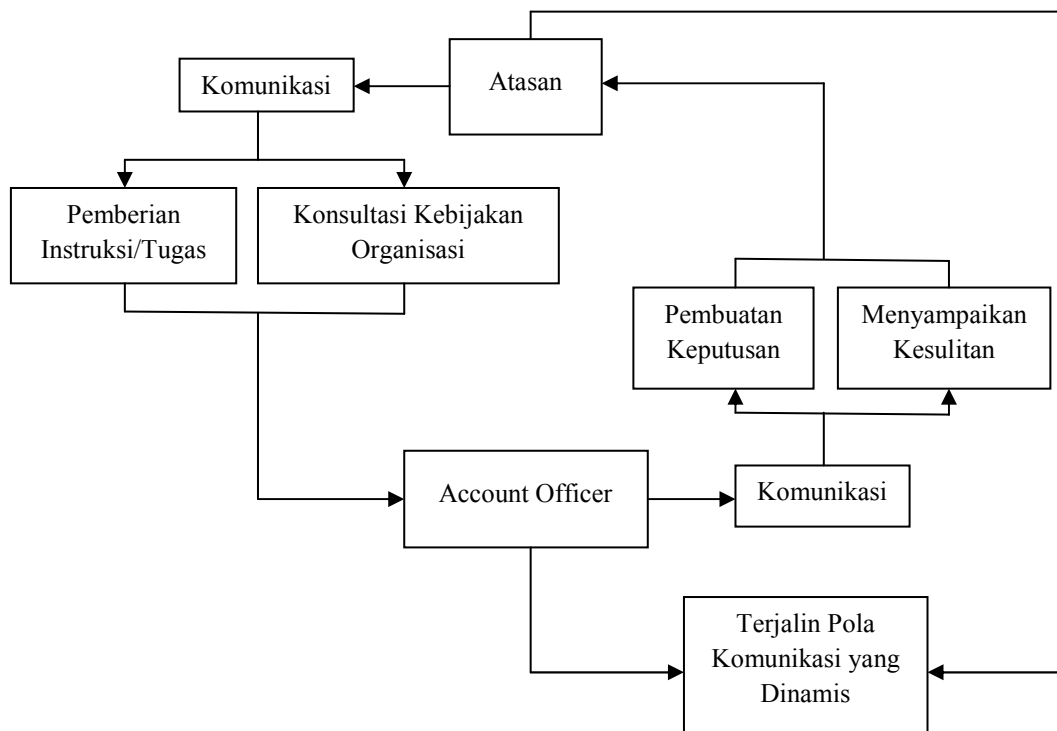 Komunikasi
Atasan
Pemberian
Instruksi/Tugas
Konsultasi Kebijakan
Organisasi
Pembuatan
Keputusan
Menyampaikan
Kesulitan
Account Officer
Komunikasi
Terjalin Pola
Komunikasi yang
Dinamis